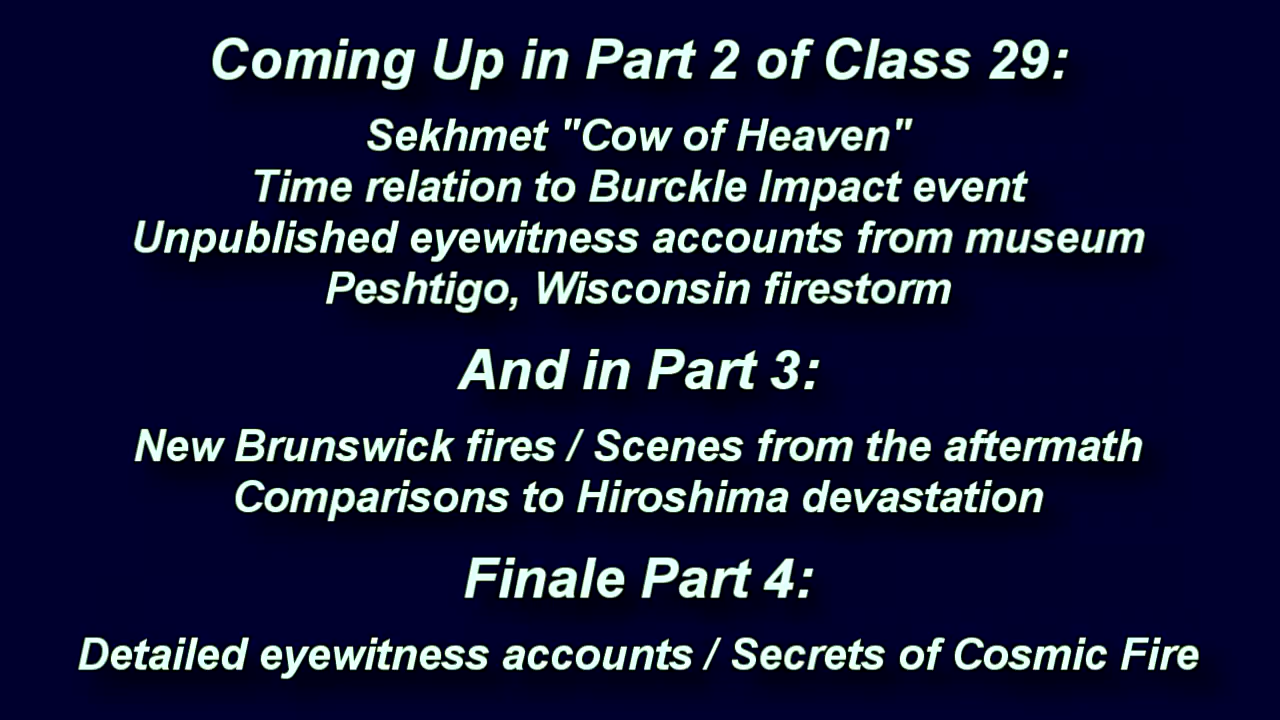 Coming Up in Part 2 of Class 29:
Sekhmet "Cow of Heaven"
Time relation to Burckle Impact event
Unpublished eyewitness accounts from museum
Peshtigo, Wisconsin firestorm
And in Part 3:
New Brunswick fires / Scenes from the aftermath
Comparisons to Hiroshima devastation
Finale Part 4:
Detailed eyewitness accounts / Secrets of Cosmic Fire